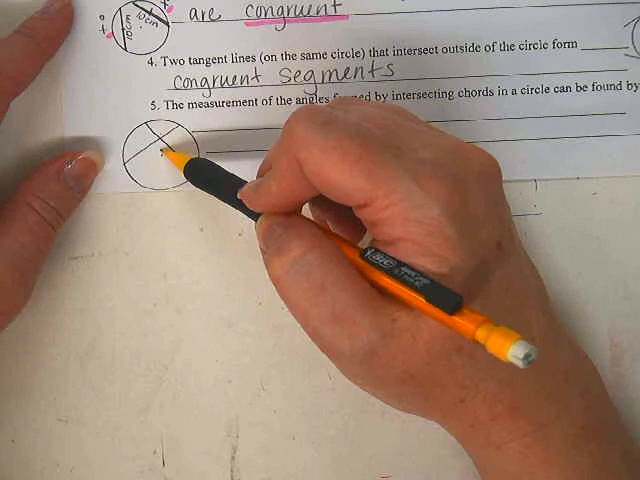 10cm
are congruent
4. Two tangent lines (on the same circle) that intersect outside of the circle form
congruent segments
5. The measurement of the angles formed by intersecting chords in a circle can be found by
BIC